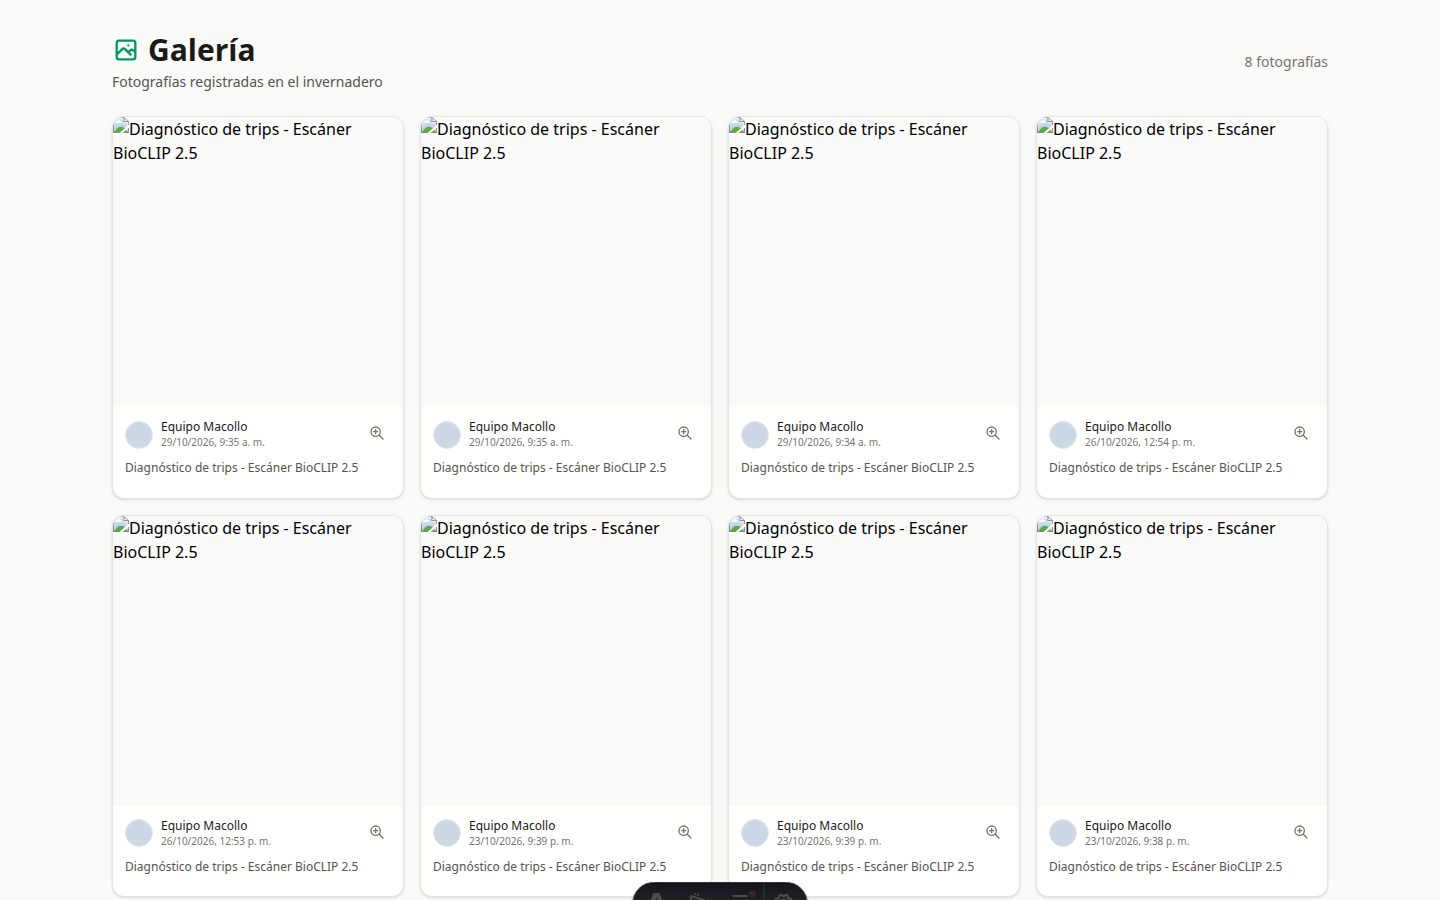 Galería
Fotografías registradas en el invernadero
8 fotografías
Diagnóstico de trips - Escáner
BioCLIP 2.5
Equipo Macollo
29/10/2026, 9:35 a. m.
Diagnóstico de trips - Escáner BioCLIP 2.5
Diagnóstico de trips - Escáner
BioCLIP 2.5
Equipo Macollo
29/10/2026, 9:35 a. m.
Diagnóstico de trips - Escáner BioCLIP 2.5
Diagnóstico de trips - Escáner
BioCLIP 2.5
Equipo Macollo
29/10/2026, 9:34 a. m.
Diagnóstico de trips - Escáner BioCLIP 2.5
Diagnóstico de trips - Escáner
BioCLIP 2.5
Equipo Macollo
26/10/2026, 12:54 p. m.
Diagnóstico de trips - Escáner BioCLIP 2.5
Diagnóstico de trips - Escáner
BioCLIP 2.5
Equipo Macollo
26/10/2026, 12:53 p. m.
Diagnóstico de trips - Escáner BioCLIP 2.5
Diagnóstico de trips - Escáner
BioCLIP 2.5
Equipo Macollo
23/10/2026, 9:39 p. m.
Diagnóstico de trips - Escáner BioCLIP 2.5
Diagnóstico de trips - Escáner
BioCLIP 2.5
Equipo Macollo
23/10/2026, 9:39 p. m.
Diagnóstico de trips - Escáner BioCLIP 2.5
Diagnóstico de trips - Escáner
BioCLIP 2.5
Equipo Macollo
23/10/2026, 9:38 p. m.
Diagnóstico de trips - Escáner BioCLIP 2.5